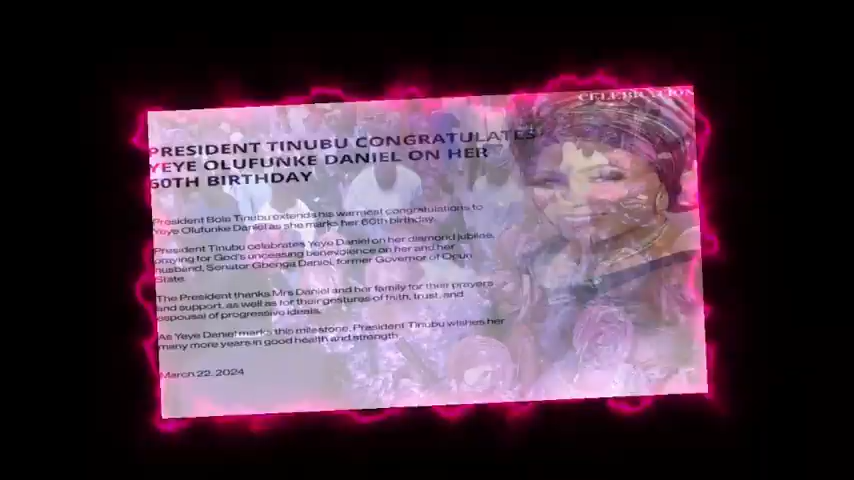 CELEBRATION
PRESIDENT TINUBU CONGRATULATES
YEYE OLUFUNKE DANIEL ON HER
60TH BIRTHDAY
President Bola Tinubu extends his warmest congratulations to
Yeye Olufunke Daniel as she marks her 60th birthday.
President Tinubu celebrates Yeye Daniel on her diamond jubilee,
praying for God's unceasing benevolence on her and her
husband, Senator Gbenga Daniel, former Governor of Ogun
State.
The President thanks Mrs Daniel and her family for their prayers
and support, as well as for their gestures of faith, trust, and
espousal of progressive ideals.
As Yeye Daniel marks this milestone, President Tinubu wishes her
many more years in good health and strength.
March 22, 2024